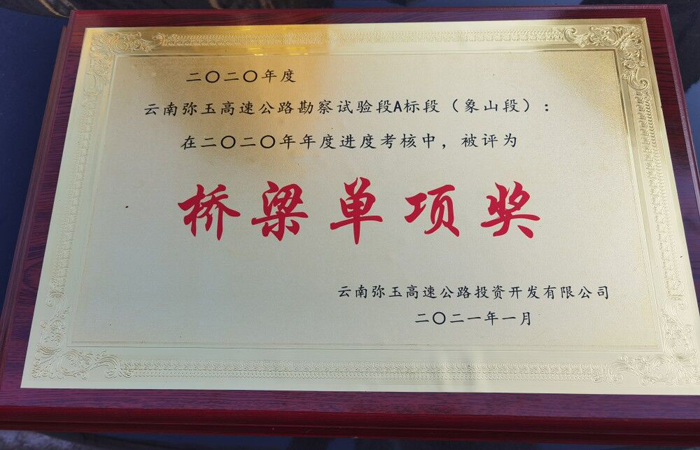 二〇二〇年度
云南弥玉高速公路勘察试验段A标段（象山段）：
在二〇二〇年年度进度考核中，被评为
桥梁单项奖
云南弥玉高速公路投资开发有限公司
二〇二一年一月